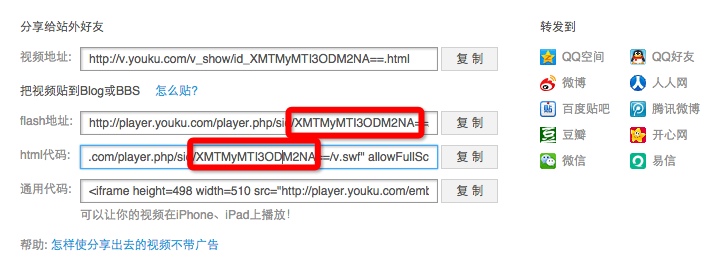 分享给站外好友
转发到
视频地址: http://v.youku.com/v_show/id_XMTMyMTI3ODM2NA==.html 复制
QQ空间 QQ好友
把视频贴到Blog或BBS 怎么贴?
微博 人人网
flash地址: http://player.youku.com/player.php/sid/XMTMyMTI3ODM2NA== 复制
百度贴吧 腾讯微博
html代码: .com/player.php/sid/XMTMyMTI3ODM2NA==/v.swf" allowFullSc 复制
豆瓣 开心网
微信 易信
通用代码: <iframe height=498 width=510 src="http://player.youku.com/emb 复制
可以让你的视频在iPhone、iPad上播放!
帮助: 怎样使分享出去的视频不带广告